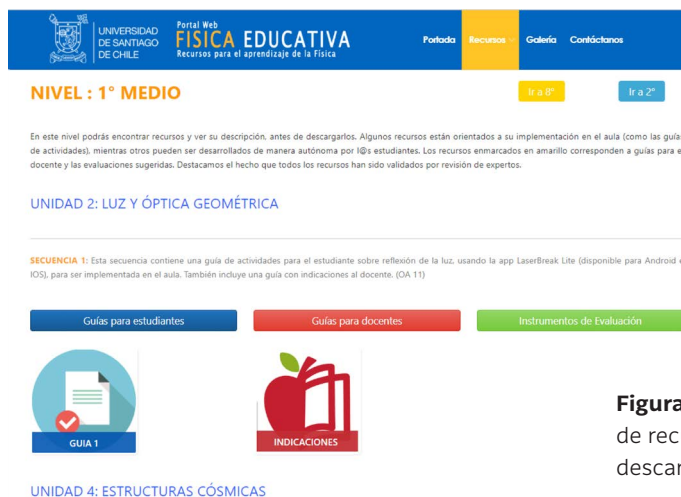 UNIVERSIDAD
DE SANTIAGO
DE CHILE
Portal Web
FISICA EDUCATIVA
Recursos para el aprendizaje de la Física
Portada Recursos Galería Contáctanos
NIVEL : 1° MEDIO
Ir a 8° Ir a 2°
En este nivel podrás encontrar recursos y ver su descripción, antes de descargarlos. Algunos recursos están orientados a su implementación en el aula (como las guías
de actividades), mientras otros pueden ser desarrollados de manera autónoma por l@s estudiantes. Los recursos enmarcados en amarillo corresponden a guías para e
docente y las evaluaciones sugeridas. Destacamos el hecho que todos los recursos han sido validados por revisión de expertos.
UNIDAD 2: LUZ Y ÓPTICA GEOMÉTRICA
SECUENCIA 1: Esta secuencia contiene una guía de actividades para el estudiante sobre reflexión de la luz, usando la app LaserBreak Lite (disponible para Android e
IOS), para ser implementada en el aula. También incluye una guía con indicaciones al docente. (OA 11)
Guías para estudiantes Guías para docentes Instrumentos de Evaluación
GUIA 1 INDICACIONES
Figura
de rec
descar
UNIDAD 4: ESTRUCTURAS CÓSMICAS